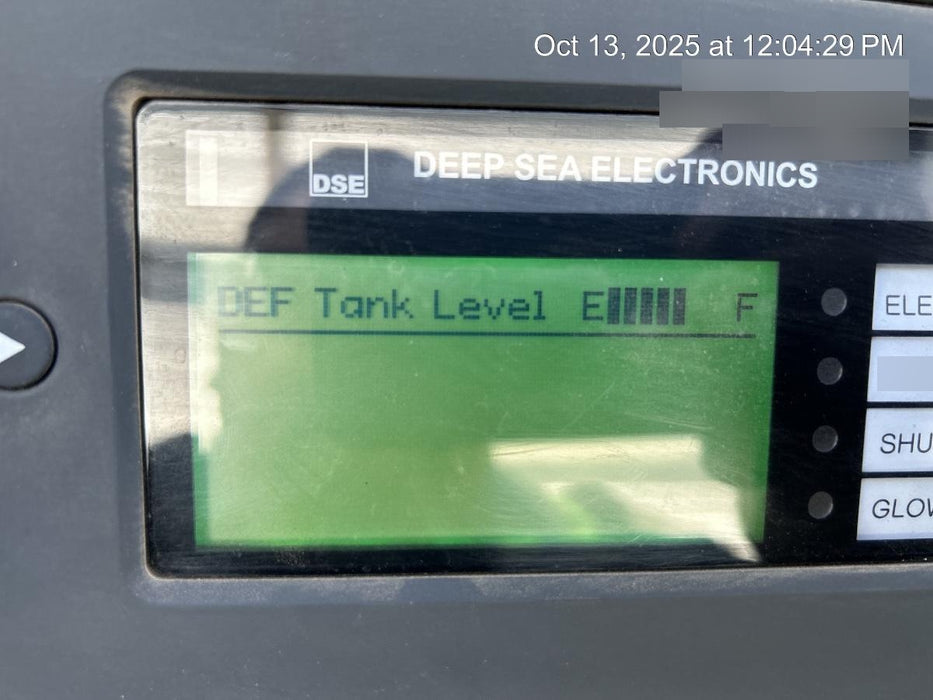 Oct 13, 2025 at 12:04:29 PM
DSE
DEEP SEA ELECTRONICS
DEF Tank Level E F
ELE
SHU
GLOW